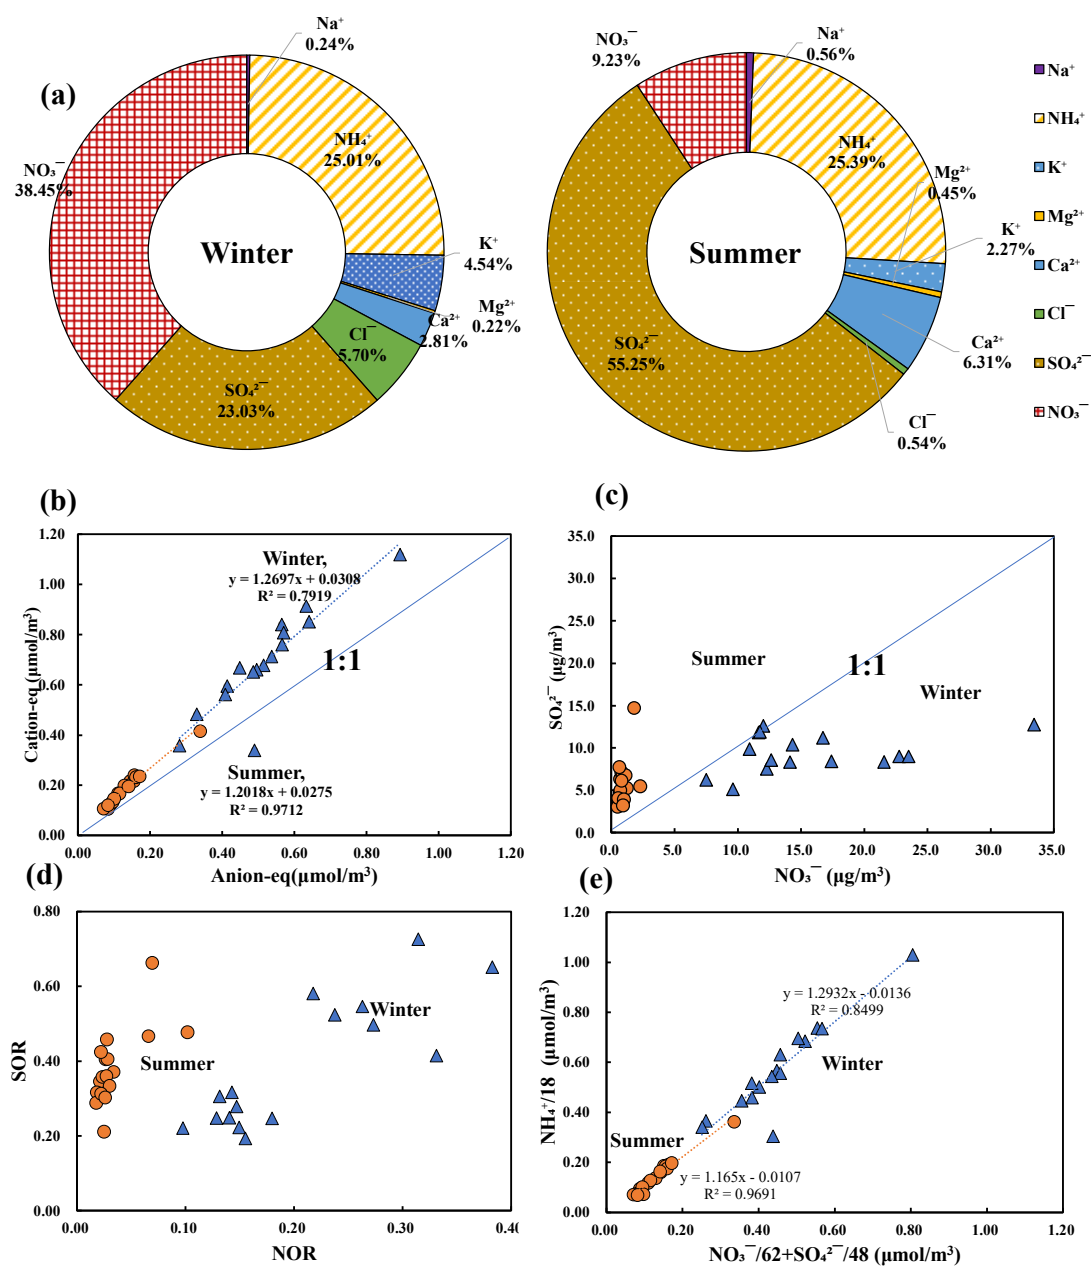 (a)
Na⁺
0.24%
NH₄⁺
25.01%
K⁺
4.54%
Mg²⁺
0.22%
Ca²⁺
2.81%
Cl¯
5.70%
SO₄²¯
23.03%
NO₃¯
38.45%
Winter
Na⁺
0.56%
NO₃¯
9.23%
NH₄⁺
25.39%
Mg²⁺
0.45%
K⁺
2.27%
Ca²⁺
6.31%
Cl¯
0.54%
SO₄²¯
55.25%
Summer
Na⁺
NH₄⁺
K⁺
Mg²⁺
Ca²⁺
Cl¯
SO₄²¯
NO₃¯
(b)
1.20
1.00
0.80
0.60
0.40
0.20
0.00
Cation-eq (μmol/m³)
Winter,
y = 1.2697x + 0.0308
R² = 0.7919
1:1
Summer,
y = 1.2018x + 0.0275
R² = 0.9712
0.00 0.20 0.40 0.60 0.80 1.00 1.20
Anion-eq(μmol/m³)
(c)
35.0
30.0
25.0
20.0
15.0
10.0
5.0
0.0
SO₄²¯ (μg/m³)
Summer
1:1
Winter
0.0 5.0 10.0 15.0 20.0 25.0 30.0 35.0
NO₃¯ (μg/m³)
(d)
0.80
0.60
0.40
0.20
0.00
SOR
Winter
Summer
0.00 0.10 0.20 0.30 0.40
NOR
(e)
1.20
1.00
0.80
0.60
0.40
0.20
0.00
NH₄⁺/18 (μmol/m³)
y = 1.2932x - 0.0136
R² = 0.8499
Winter
Summer
y = 1.165x - 0.0107
R² = 0.9691
0.00 0.20 0.40 0.60 0.80 1.00 1.20
NO₃¯/62+SO₄²¯/48 (μmol/m³)